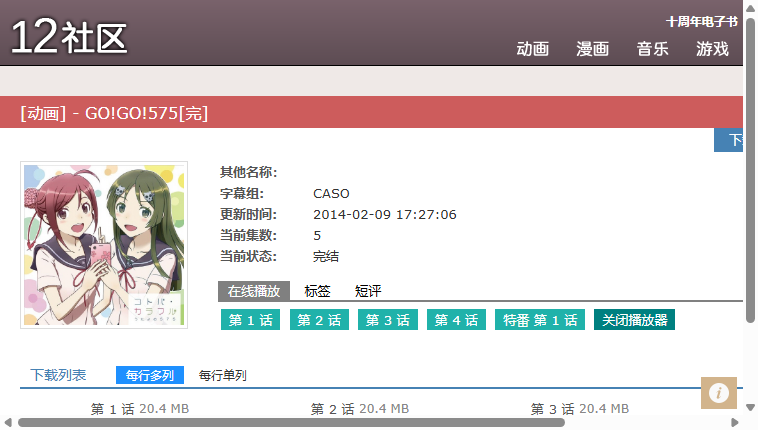 十周年电子书
12社区
动画 漫画 音乐 游戏
[动画] - GO!GO!575[完]
下
其他名称:
字幕组: CASO
更新时间: 2014-02-09 17:27:06
当前集数: 5
当前状态: 完结
コトバ・
カラフル
在线播放 标签 短评
第 1 话 第 2 话 第 3 话 第 4 话 特番 第 1 话 关闭播放器
下载列表 每行多列 每行单列
第 1 话 20.4 MB 第 2 话 20.4 MB 第 3 话 20.4 MB